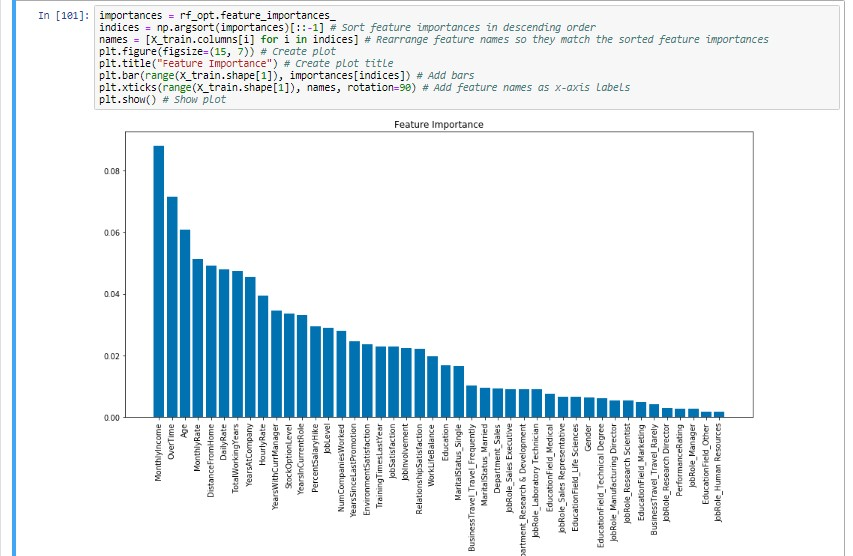 In [101]:
importances = rf_opt.feature_importances_
indices = np.argsort(importances)[::-1] # Sort feature importances in descending order
names = [X_train.columns[i] for i in indices] # Rearrange feature names so they match the sorted feature importances
plt.figure(figsize=(15, 7)) # Create plot
plt.title("Feature Importance") # Create plot title
plt.bar(range(X_train.shape[1]), importances[indices]) # Add bars
plt.xticks(range(X_train.shape[1]), names, rotation=90) # Add feature names as x-axis labels
plt.show() # Show plot
Feature Importance
0.08
0.06
0.04
0.02
0.00
MonthlyIncome
OverTime
Age
MonthlyRate
DistanceFromHome
DailyRate
TotalWorkingYears
YearsAtCompany
HourlyRate
YearsWithCurrManager
StockOptionLevel
YearsInCurrentRole
PercentSalaryHike
JobLevel
NumCompaniesWorked
YearsSinceLastPromotion
EnvironmentSatisfaction
TrainingTimesLastYear
JobSatisfaction
JobInvolvement
RelationshipSatisfaction
WorkLifeBalance
Education
MaritalStatus_Single
BusinessTravel_Travel_Frequently
MaritalStatus_Married
Department_Sales
JobRole_Sales Executive
partment_Research & Development
JobRole_Laboratory Technician
EducationField_Medical
JobRole_Sales Representative
EducationField_Life Sciences
Gender
EducationField_Technical Degree
JobRole_Manufacturing Director
JobRole_Research Scientist
EducationField_Marketing
BusinessTravel_Travel_Rarely
JobRole_Research Director
PerformanceRating
JobRole_Manager
EducationField_Other
JobRole_Human Resources